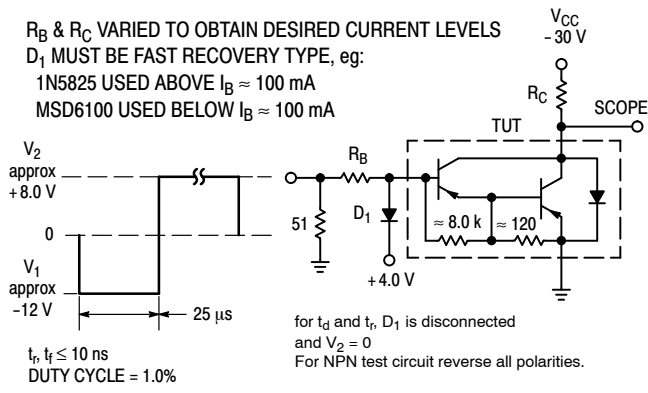 R_B & R_C VARIED TO OBTAIN DESIRED CURRENT LEVELS
D_1 MUST BE FAST RECOVERY TYPE, eg:
1N5825 USED ABOVE I_B ≈ 100 mA
MSD6100 USED BELOW I_B ≈ 100 mA
V_CC
- 30 V
R_C
SCOPE
TUT
V_2
approx
+8.0 V
0
V_1
approx
-12 V
25 μs
t_r, t_f ≤ 10 ns
DUTY CYCLE = 1.0%
R_B
51
D_1
+4.0 V
≈ 8.0 k
≈ 120
for t_d and t_r, D_1 is disconnected
and V_2 = 0
For NPN test circuit reverse all polarities.